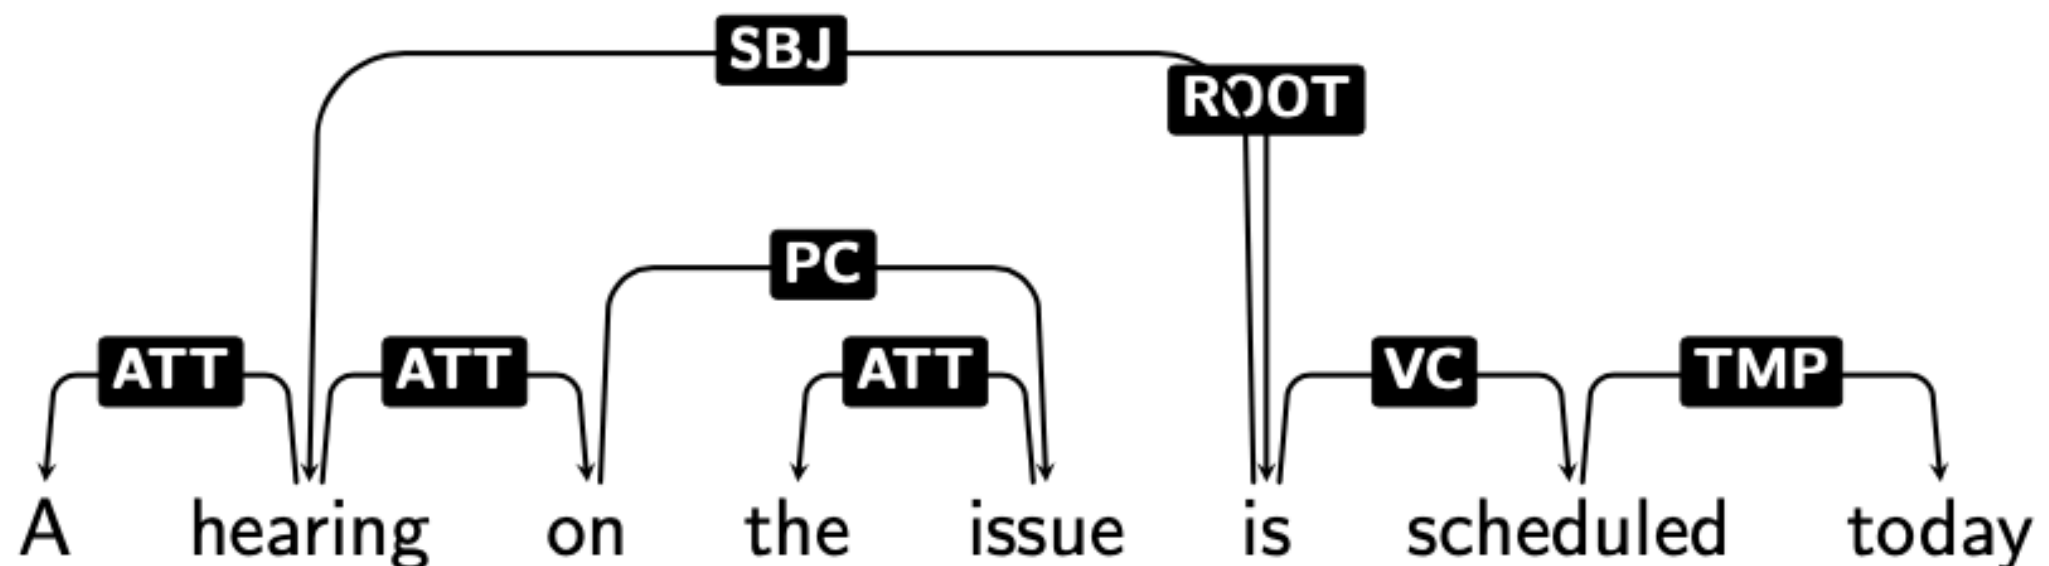 SBJ
ROOT
PC
ATT ATT ATT VC TMP
A hearing on the issue is scheduled today